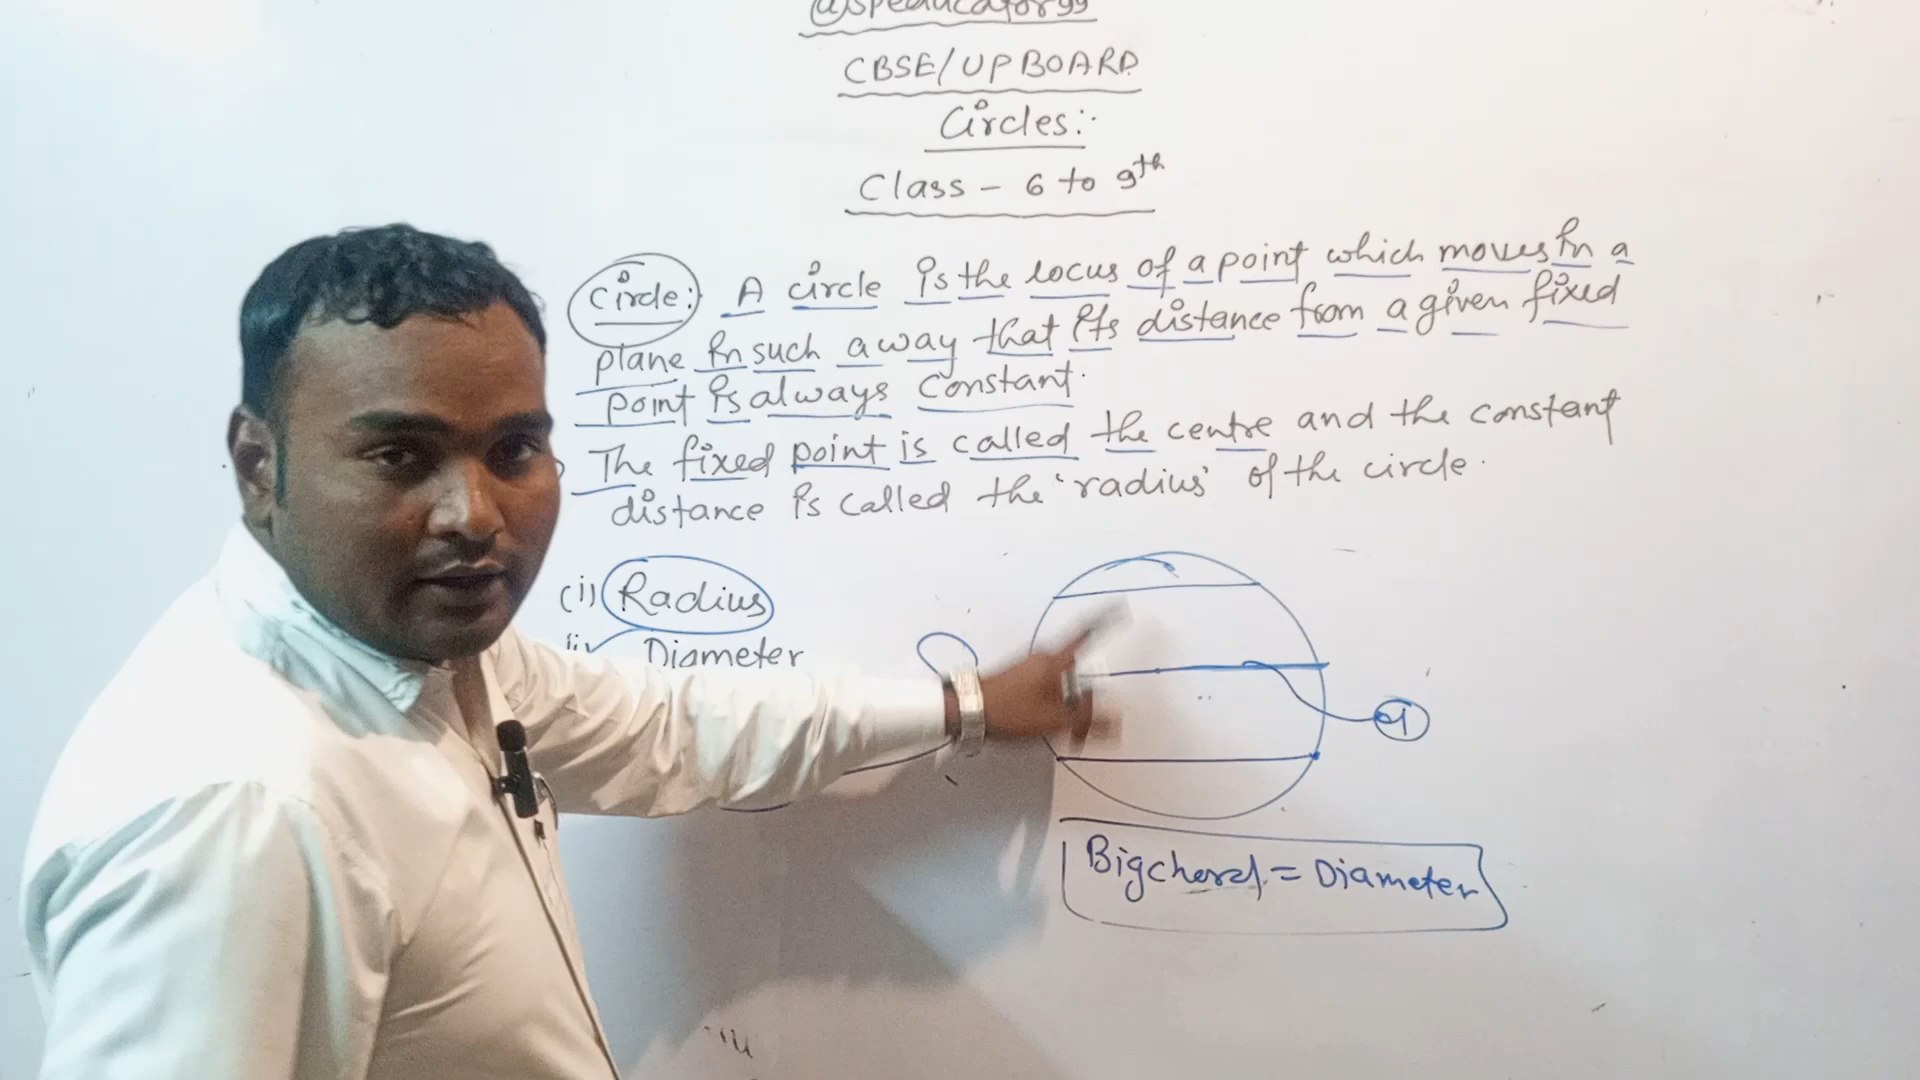 @speducator99
CBSE/UP BOARD
Circles:-
Class - 6 to 9th
Circle: A circle is the locus of a point which moves in a
plane in such a way that its distance from a given fixed
point is always constant.
The fixed point is called the centre and the constant
distance is called the 'radius' of the circle.
(i) Radius
Diameter
Big chord = Diameter